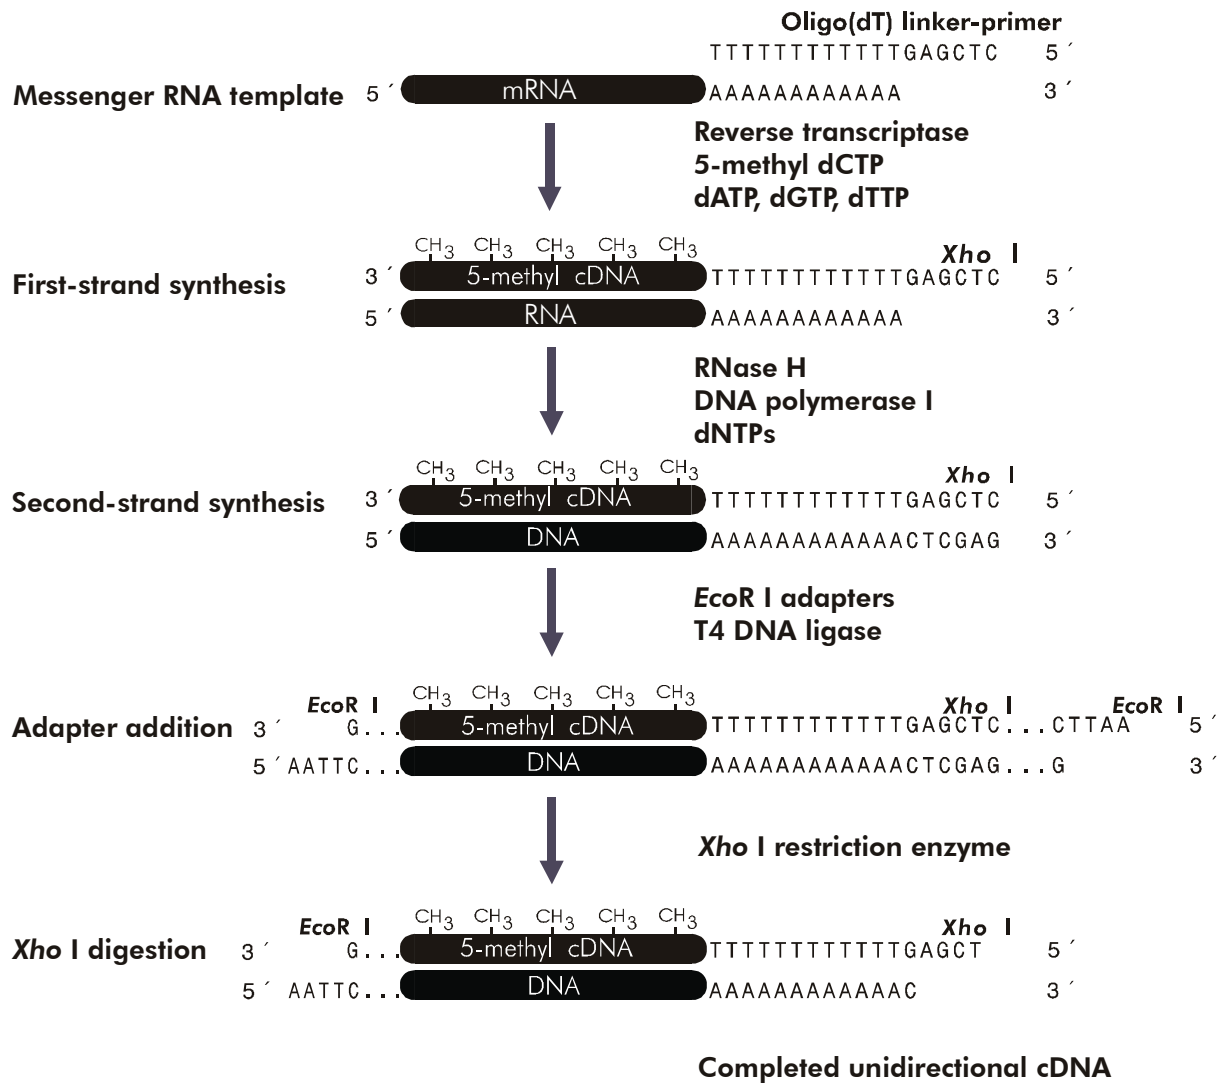 Oligo(dT) linker-primer
TTTTTTTTTTTTGAGCTC 5´
Messenger RNA template 5´ mRNA AAAAAAAAAAAA 3´
Reverse transcriptase
5-methyl dCTP
dATP, dGTP, dTTP
CH3 CH3 CH3 CH3 CH3 Xho I
First-strand synthesis 3´ 5-methyl cDNA TTTTTTTTTTTTGAGCTC 5´
5´ RNA AAAAAAAAAAAA 3´
RNase H
DNA polymerase I
dNTPs
CH3 CH3 CH3 CH3 CH3 Xho I
Second-strand synthesis 3´ 5-methyl cDNA TTTTTTTTTTTTGAGCTC 5´
5´ DNA AAAAAAAAAAAACTCGAG 3´
EcoR I adapters
T4 DNA ligase
EcoR I CH3 CH3 CH3 CH3 CH3 Xho I EcoR I
Adapter addition 3´ G... 5-methyl cDNA TTTTTTTTTTTTGAGCTC...CTTAA 5´
5´ AATTC... DNA AAAAAAAAAAAACTCGAG...G 3´
Xho I restriction enzyme
EcoR I CH3 CH3 CH3 CH3 CH3 Xho I
Xho I digestion 3´ G... 5-methyl cDNA TTTTTTTTTTTTGAGCT 5´
5´ AATTC... DNA AAAAAAAAAAAAC 3´
Completed unidirectional cDNA